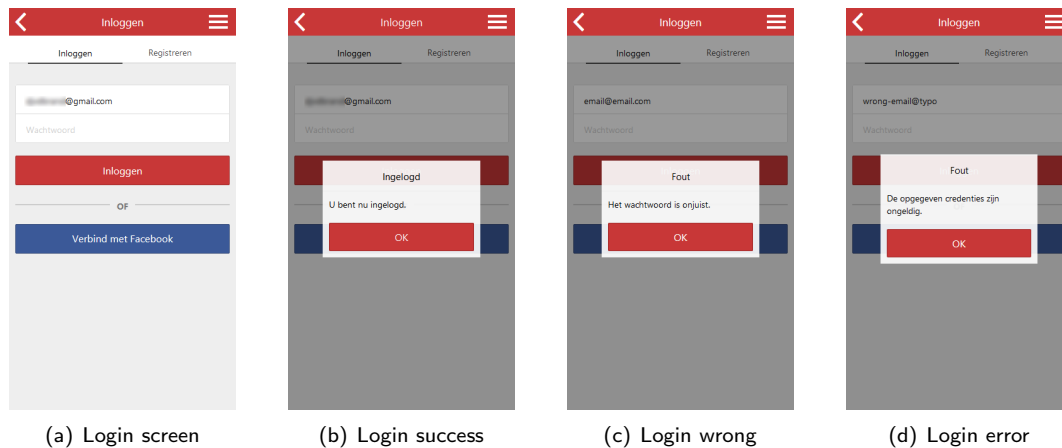 Inloggen
Inloggen Registreren
@gmail.com
Wachtwoord
Inloggen
OF
Verbind met Facebook
(a) Login screen
Inloggen
Inloggen Registreren
@gmail.com
Wachtwoord
Ingelogd
U bent nu ingelogd.
OK
(b) Login success
Inloggen
Inloggen Registreren
email@email.com
Wachtwoord
Fout
Het wachtwoord is onjuist.
OK
(c) Login wrong
Inloggen
Inloggen Registreren
wrong-email@typo
Wachtwoord
Fout
De opgegeven credenties zijn
ongeldig.
OK
(d) Login error